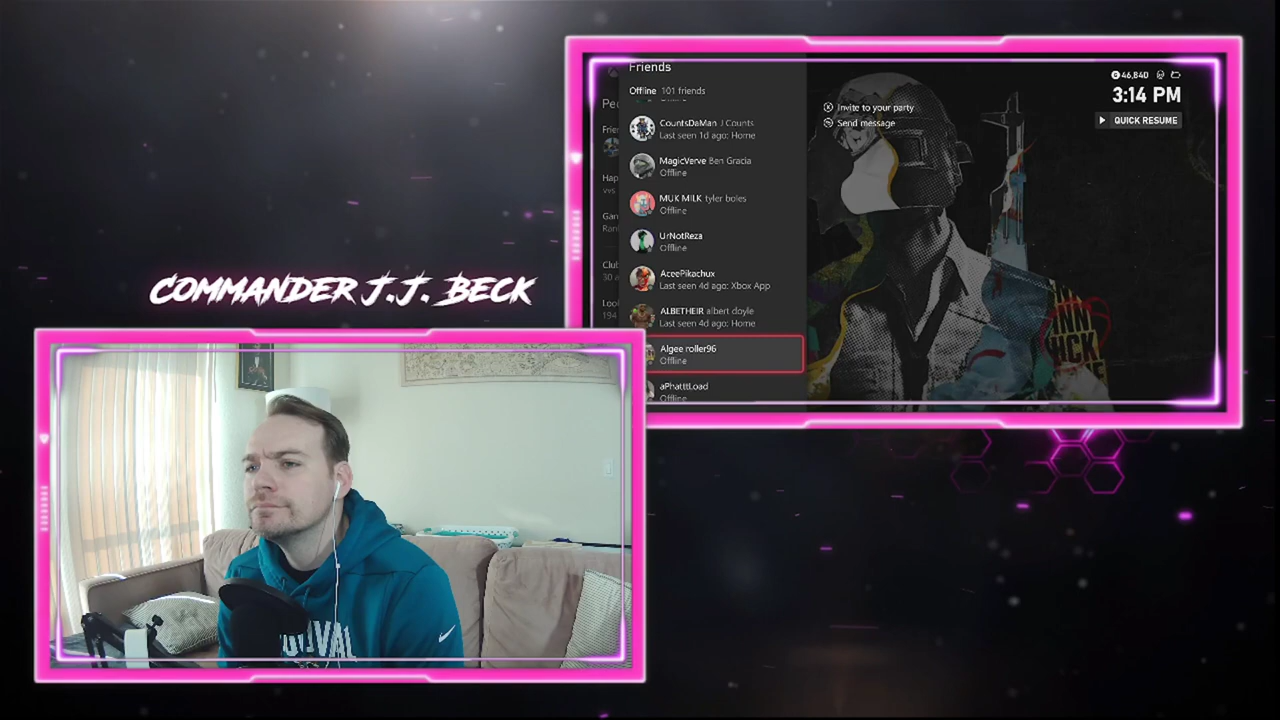 COMMANDER J.J. BECK
Friends
Offline 101 friends
CountsDaMan J Counts
Last seen 1d ago: Home
MagicVerve Ben Gracia
Offline
MUK MILK tyler boles
Offline
UrNotReza
Offline
AceePikachux
Last seen 4d ago: Xbox App
ALBETHEIR albert doyle
Last seen 4d ago: Home
Algee roller96
Offline
aPhatttLoad
Offline
Invite to your party
Send message
46,840
3:14 PM
QUICK RESUME